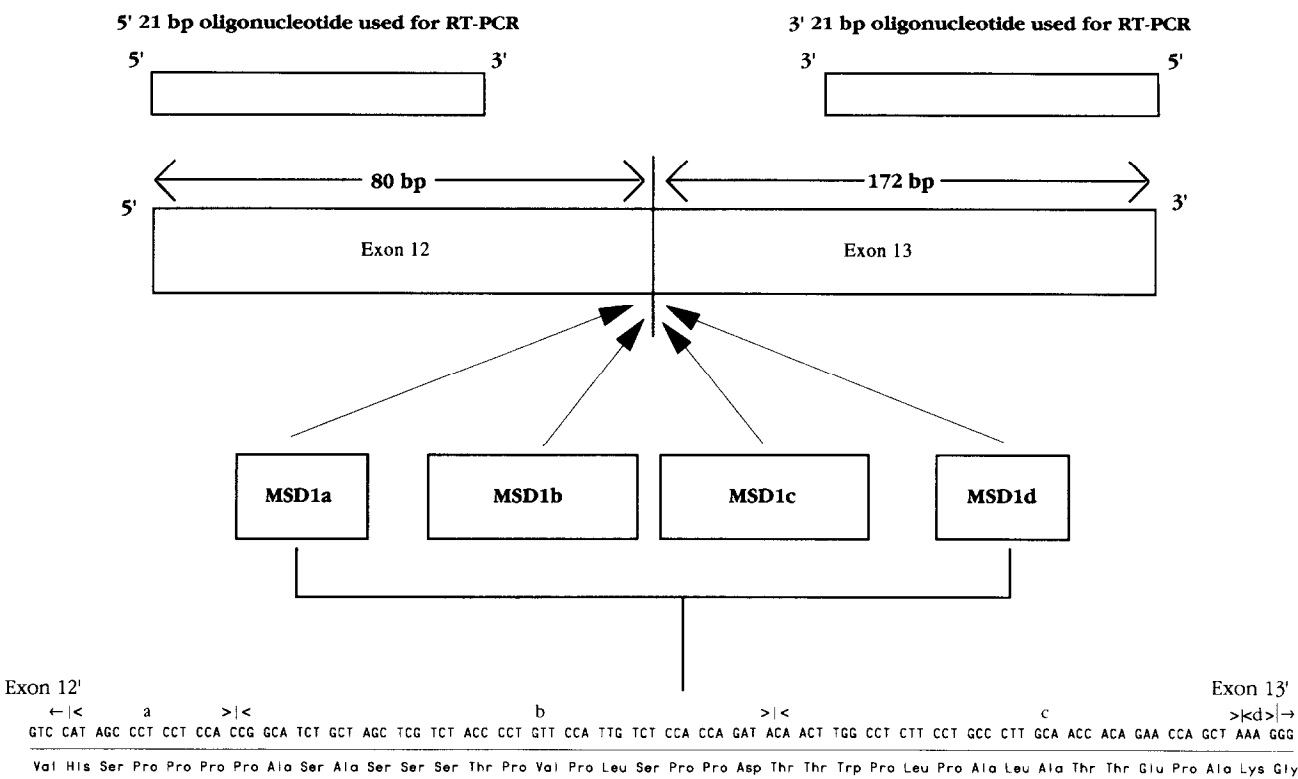 5' 21 bp oligonucleotide used for RT-PCR
3' 21 bp oligonucleotide used for RT-PCR
5' 3' 3' 5'
80 bp 172 bp
5' 3'
Exon 12 Exon 13
MSD1a MSD1b MSD1c MSD1d
Exon 12' Exon 13'
←|< a >|< b >|< c >|<d>|→
GTC CAT AGC CCT CCT CCA CCG GCA TCT GCT AGC TCG TCT ACC CCT GTT CCA TTG TCT CCA CCA GAT ACA ACT TGG CCT CTT CCT GCC CTT GCA ACC ACA GAA CCA GCT AAA GGG
Val His Ser Pro Pro Pro Pro Ala Ser Ala Ser Ser Ser Thr Pro Val Pro Leu Ser Pro Pro Asp Thr Thr Trp Pro Leu Pro Ala Leu Ala Thr Thr Glu Pro Ala Lys Gly